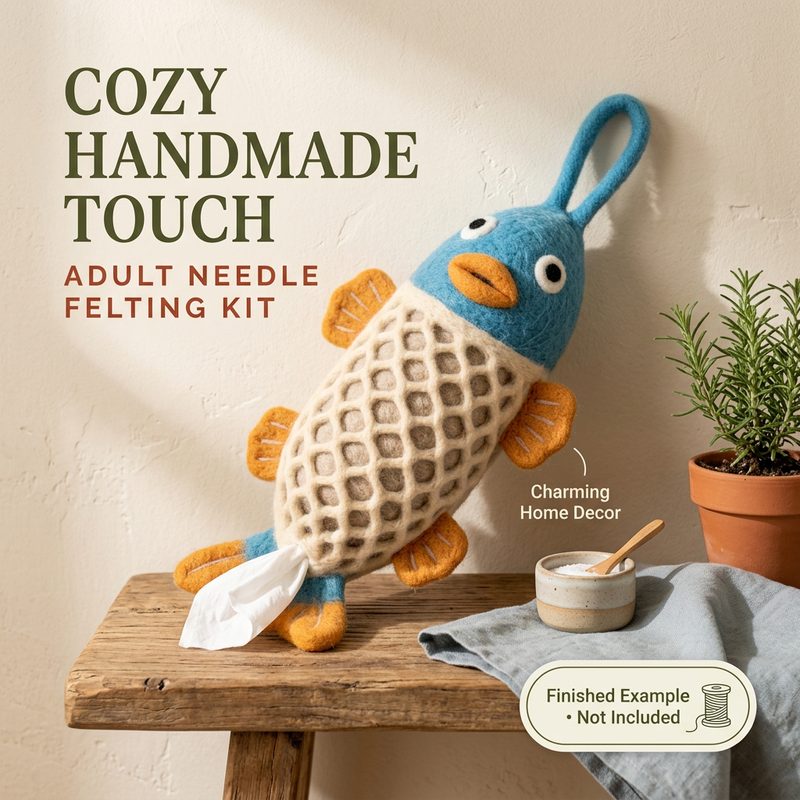 COZY
HANDMADE
TOUCH
ADULT NEEDLE
FELTING KIT
Charming
Home Decor
Finished Example
• Not Included